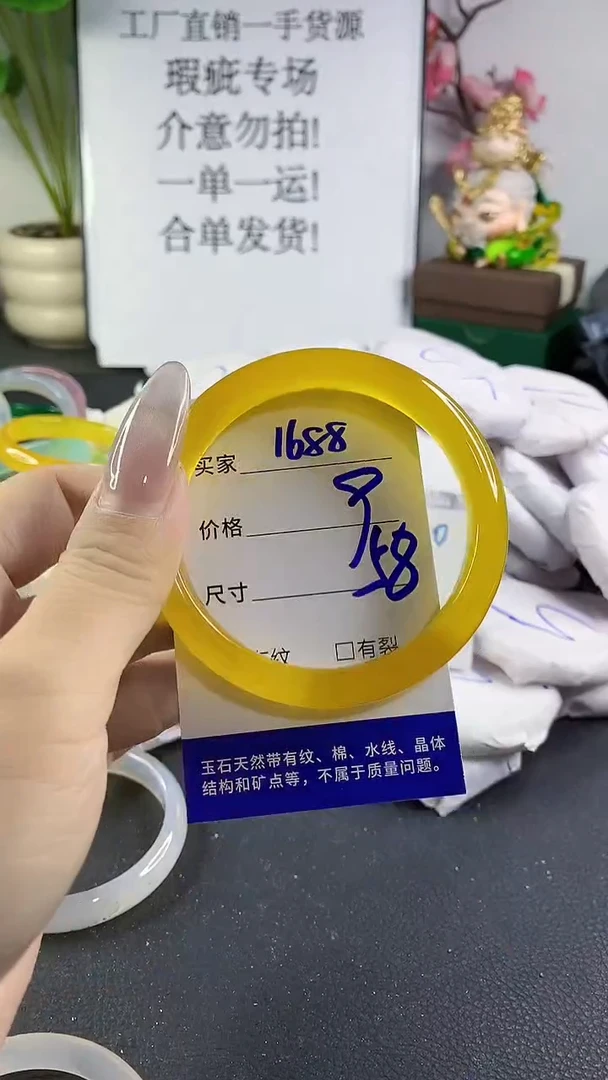 工厂直销一手货源
瑕疵专场
介意勿拍!
一单一运!
合单发货!
买家 1688
价格
尺寸 58
纹 □有裂
玉石天然带有纹、棉、水线、晶体
结构和矿点等，不属于质量问题。